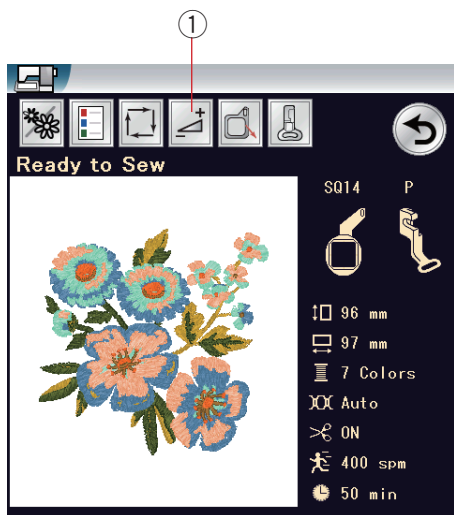 ①
Ready to Sew
SQ14 P
96 mm
97 mm
7 Colors
Auto
ON
400 spm
50 min